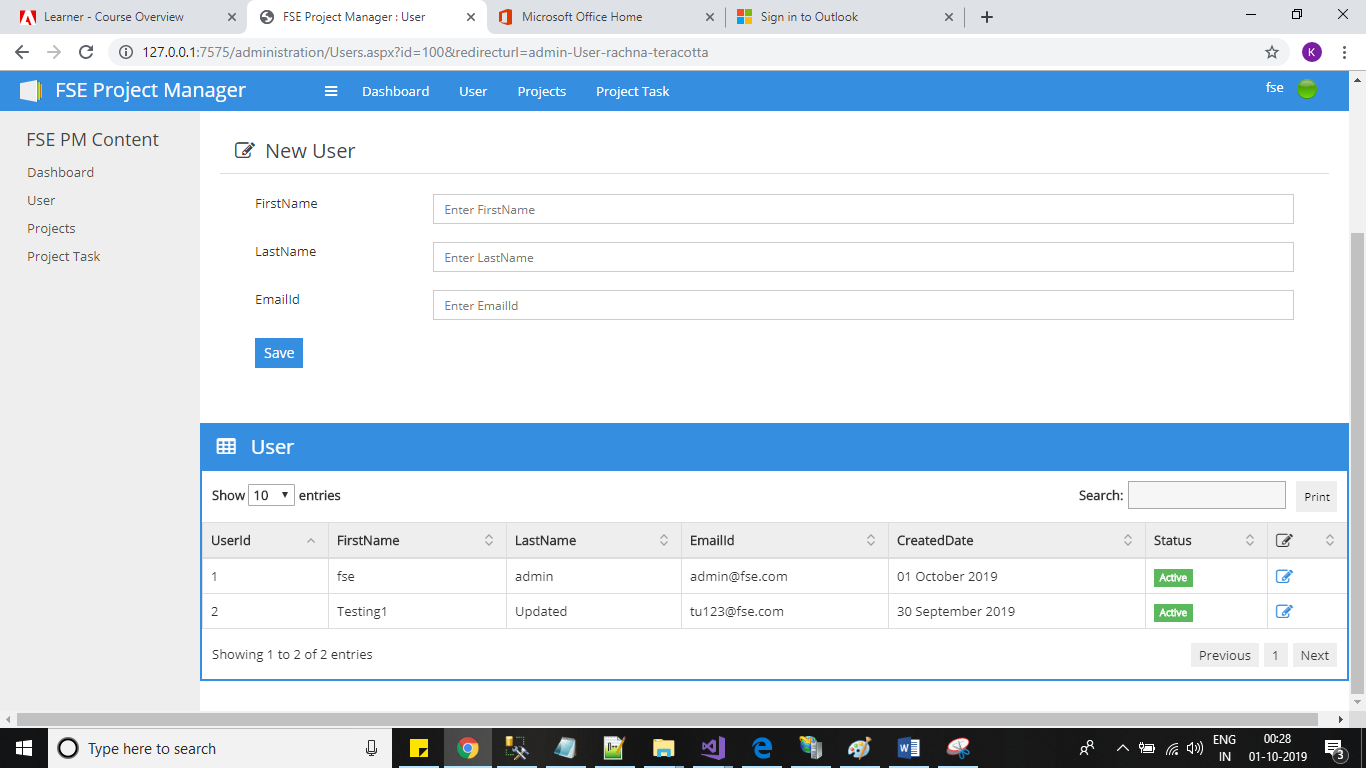 Learner - Course Overview FSE Project Manager : User Microsoft Office Home Sign in to Outlook
127.0.0.1:7575/administration/Users.aspx?id=100&redirecturl=admin-User-rachna-teracotta K
FSE Project Manager Dashboard User Projects Project Task fse
FSE PM Content
Dashboard
User
Projects
Project Task
New User
FirstName Enter FirstName
LastName Enter LastName
EmailId Enter EmailId
Save
User
Show 10 entries Search: Print
UserId FirstName LastName EmailId CreatedDate Status
1 fse admin admin@fse.com 01 October 2019 Active
2 Testing1 Updated tu123@fse.com 30 September 2019 Active
Showing 1 to 2 of 2 entries Previous 1 Next
Type here to search ENG IN 00:28 01-10-2019 3